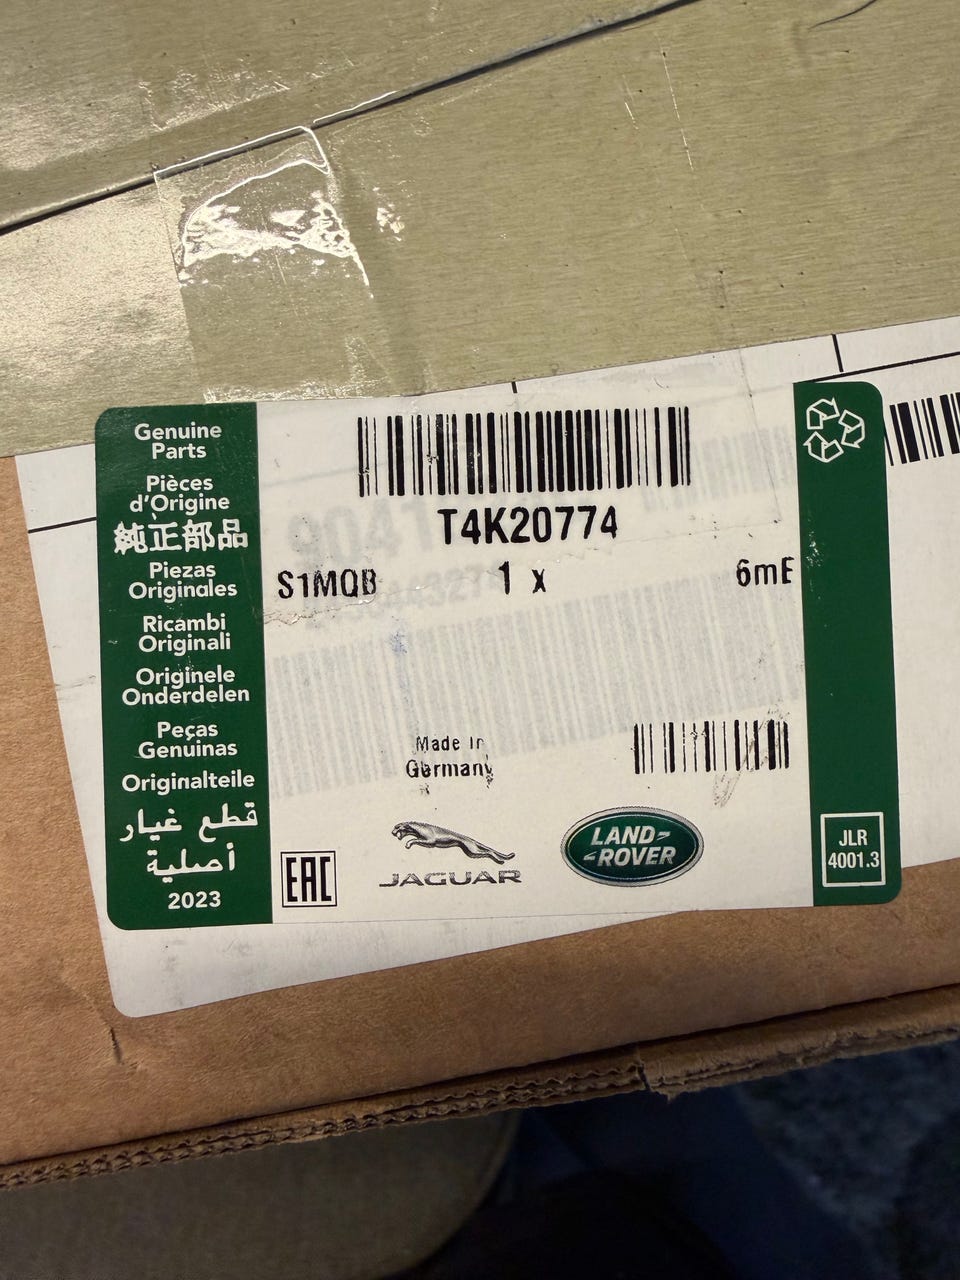 Genuine
Parts
Pièces
d'Origine
純正部品
Piezas
Originales
Ricambi
Originali
Originele
Onderdelen
Peças
Genuinas
Originalteile
قطع غيار
أصلية
2023
T4K20774
S1MQB 1 x 6mE
Made In
Germany
EAC
JAGUAR
LAND-
-ROVER
JLR
4001.3